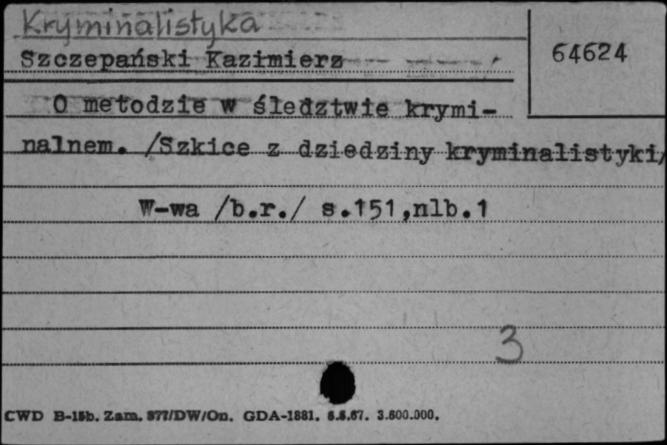 Kryminalistyka
64624
Szczepański Kazimierz
O metodzie w śledztwie krymi-
nalnem. /Szkice z dziedziny kryminalistyki/
W-wa /b.r./ s.151,nlb.1
3
CWD B-15b. Zam. 877/DW/On. GDA-1881. 6.5.67. 3.600.000.